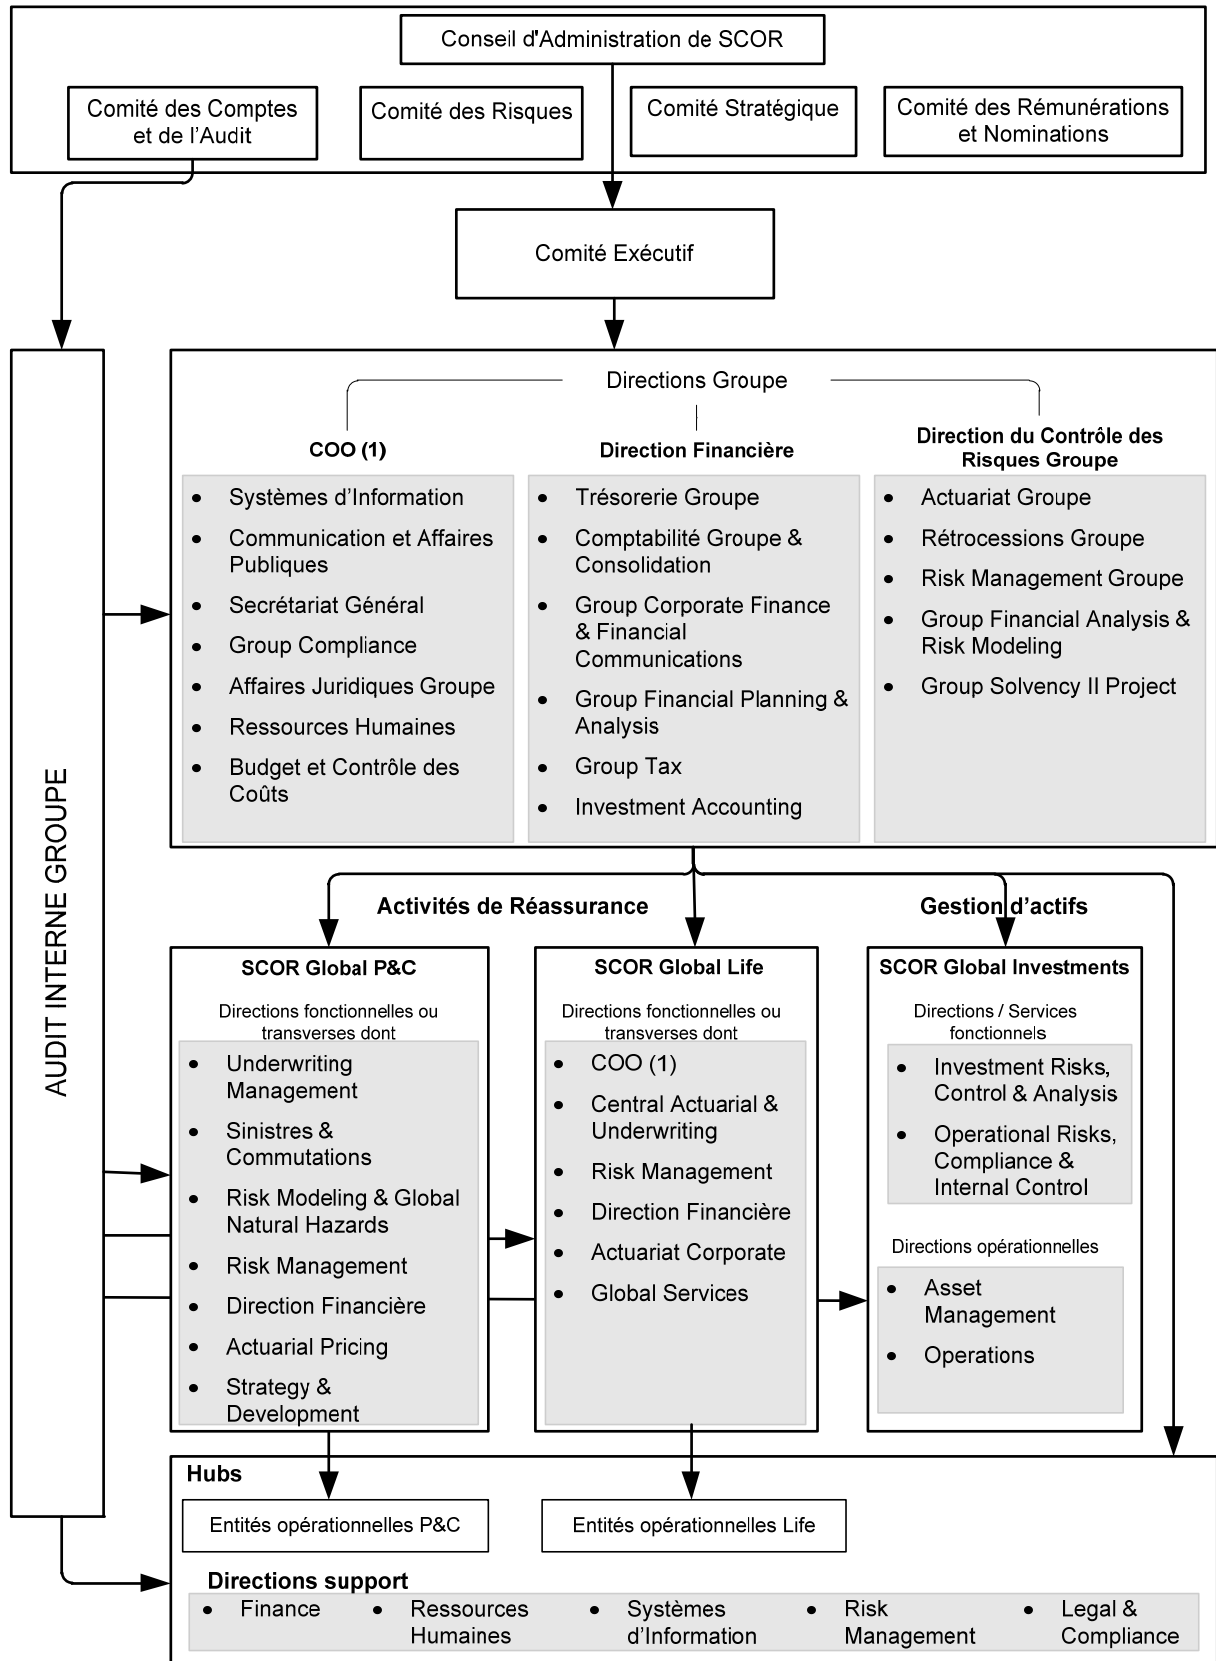 Conseil d'Administration de SCOR
Comité des Comptes
et de l'Audit
Comité des Risques
Comité Stratégique
Comité des Rémunérations
et Nominations
Comité Exécutif
AUDIT INTERNE GROUPE
Directions Groupe
COO (1)
• Systèmes d'Information
• Communication et Affaires
Publiques
• Secrétariat Général
• Group Compliance
• Affaires Juridiques Groupe
• Ressources Humaines
• Budget et Contrôle des
Coûts
Direction Financière
• Trésorerie Groupe
• Comptabilité Groupe &
Consolidation
• Group Corporate Finance
& Financial
Communications
• Group Financial Planning &
Analysis
• Group Tax
• Investment Accounting
Direction du Contrôle des
Risques Groupe
• Actuariat Groupe
• Rétrocessions Groupe
• Risk Management Groupe
• Group Financial Analysis &
Risk Modeling
• Group Solvency II Project
Activités de Réassurance
Gestion d'actifs
SCOR Global P&C
Directions fonctionnelles ou
transverses dont
• Underwriting
Management
• Sinistres &
Commutations
• Risk Modeling & Global
Natural Hazards
• Risk Management
• Direction Financière
• Actuarial Pricing
• Strategy &
Development
SCOR Global Life
Directions fonctionnelles ou
transverses dont
• COO (1)
• Central Actuarial &
Underwriting
• Risk Management
• Direction Financière
• Actuariat Corporate
• Global Services
SCOR Global Investments
Directions / Services
fonctionnels
• Investment Risks,
Control & Analysis
• Operational Risks,
Compliance &
Internal Control
Directions opérationnelles
• Asset
Management
• Operations
Hubs
Entités opérationnelles P&C
Entités opérationnelles Life
Directions support
• Finance
• Ressources
Humaines
• Systèmes
d'Information
• Risk
Management
• Legal &
Compliance